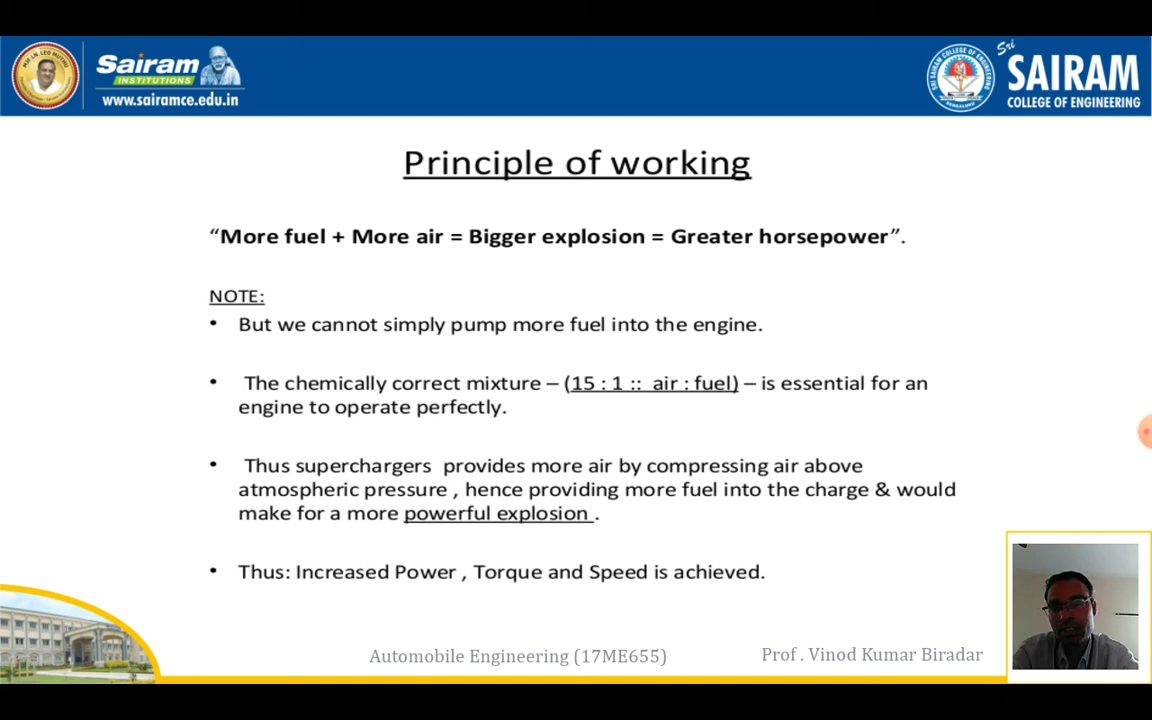 Sairam
INSTITUTIONS
www.sairamce.edu.in
Sri
SAIRAM
COLLEGE OF ENGINEERING
Principle of working
“More fuel + More air = Bigger explosion = Greater horsepower”.
NOTE:
• But we cannot simply pump more fuel into the engine.
• The chemically correct mixture – (15 : 1 :: air : fuel) – is essential for an
engine to operate perfectly.
• Thus superchargers provides more air by compressing air above
atmospheric pressure , hence providing more fuel into the charge & would
make for a more powerful explosion .
• Thus: Increased Power , Torque and Speed is achieved.
Automobile Engineering (17ME655)
Prof . Vinod Kumar Biradar